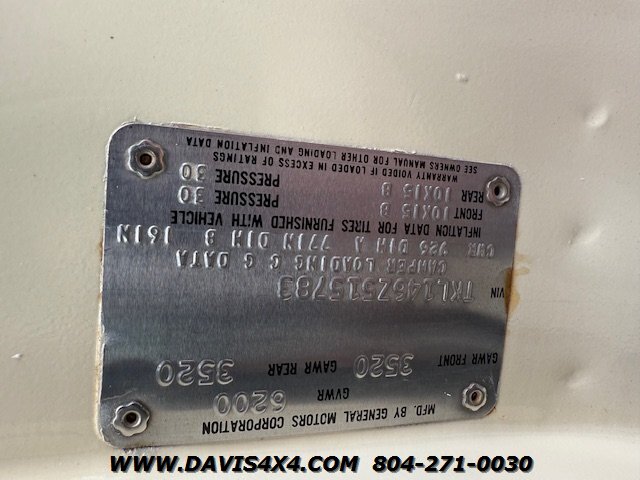 MFD. BY GENERAL MOTORS CORPORATION
GVWR 6200
GAWR FRONT 3520 GAWR REAR 3520
VIN TKL146Z515783
CAMPER LOADING C G DATA
CWR 926 DIM A 77IN DIM B 16IN
INFLATION DATA FOR TIRES FURNISHED WITH VEHICLE
FRONT 10X15 B PRESSURE 30
REAR 10X15 B PRESSURE 30
WARRANTY VOIDED IF LOADED IN EXCESS OF RATINGS
SEE OWNERS MANUAL FOR OTHER LOADING AND INFLATION DATA
WWW.DAVIS4X4.COM 804-271-0030